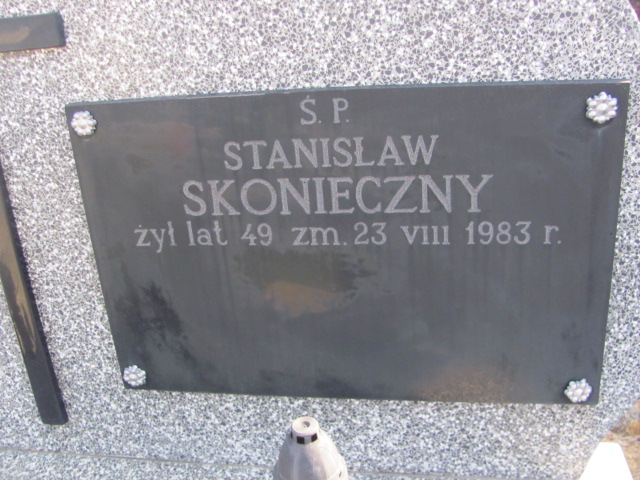 Ś. P.
STANISŁAW
SKONIECZNY
żył lat 49 zm. 23 VIII 1983 r.